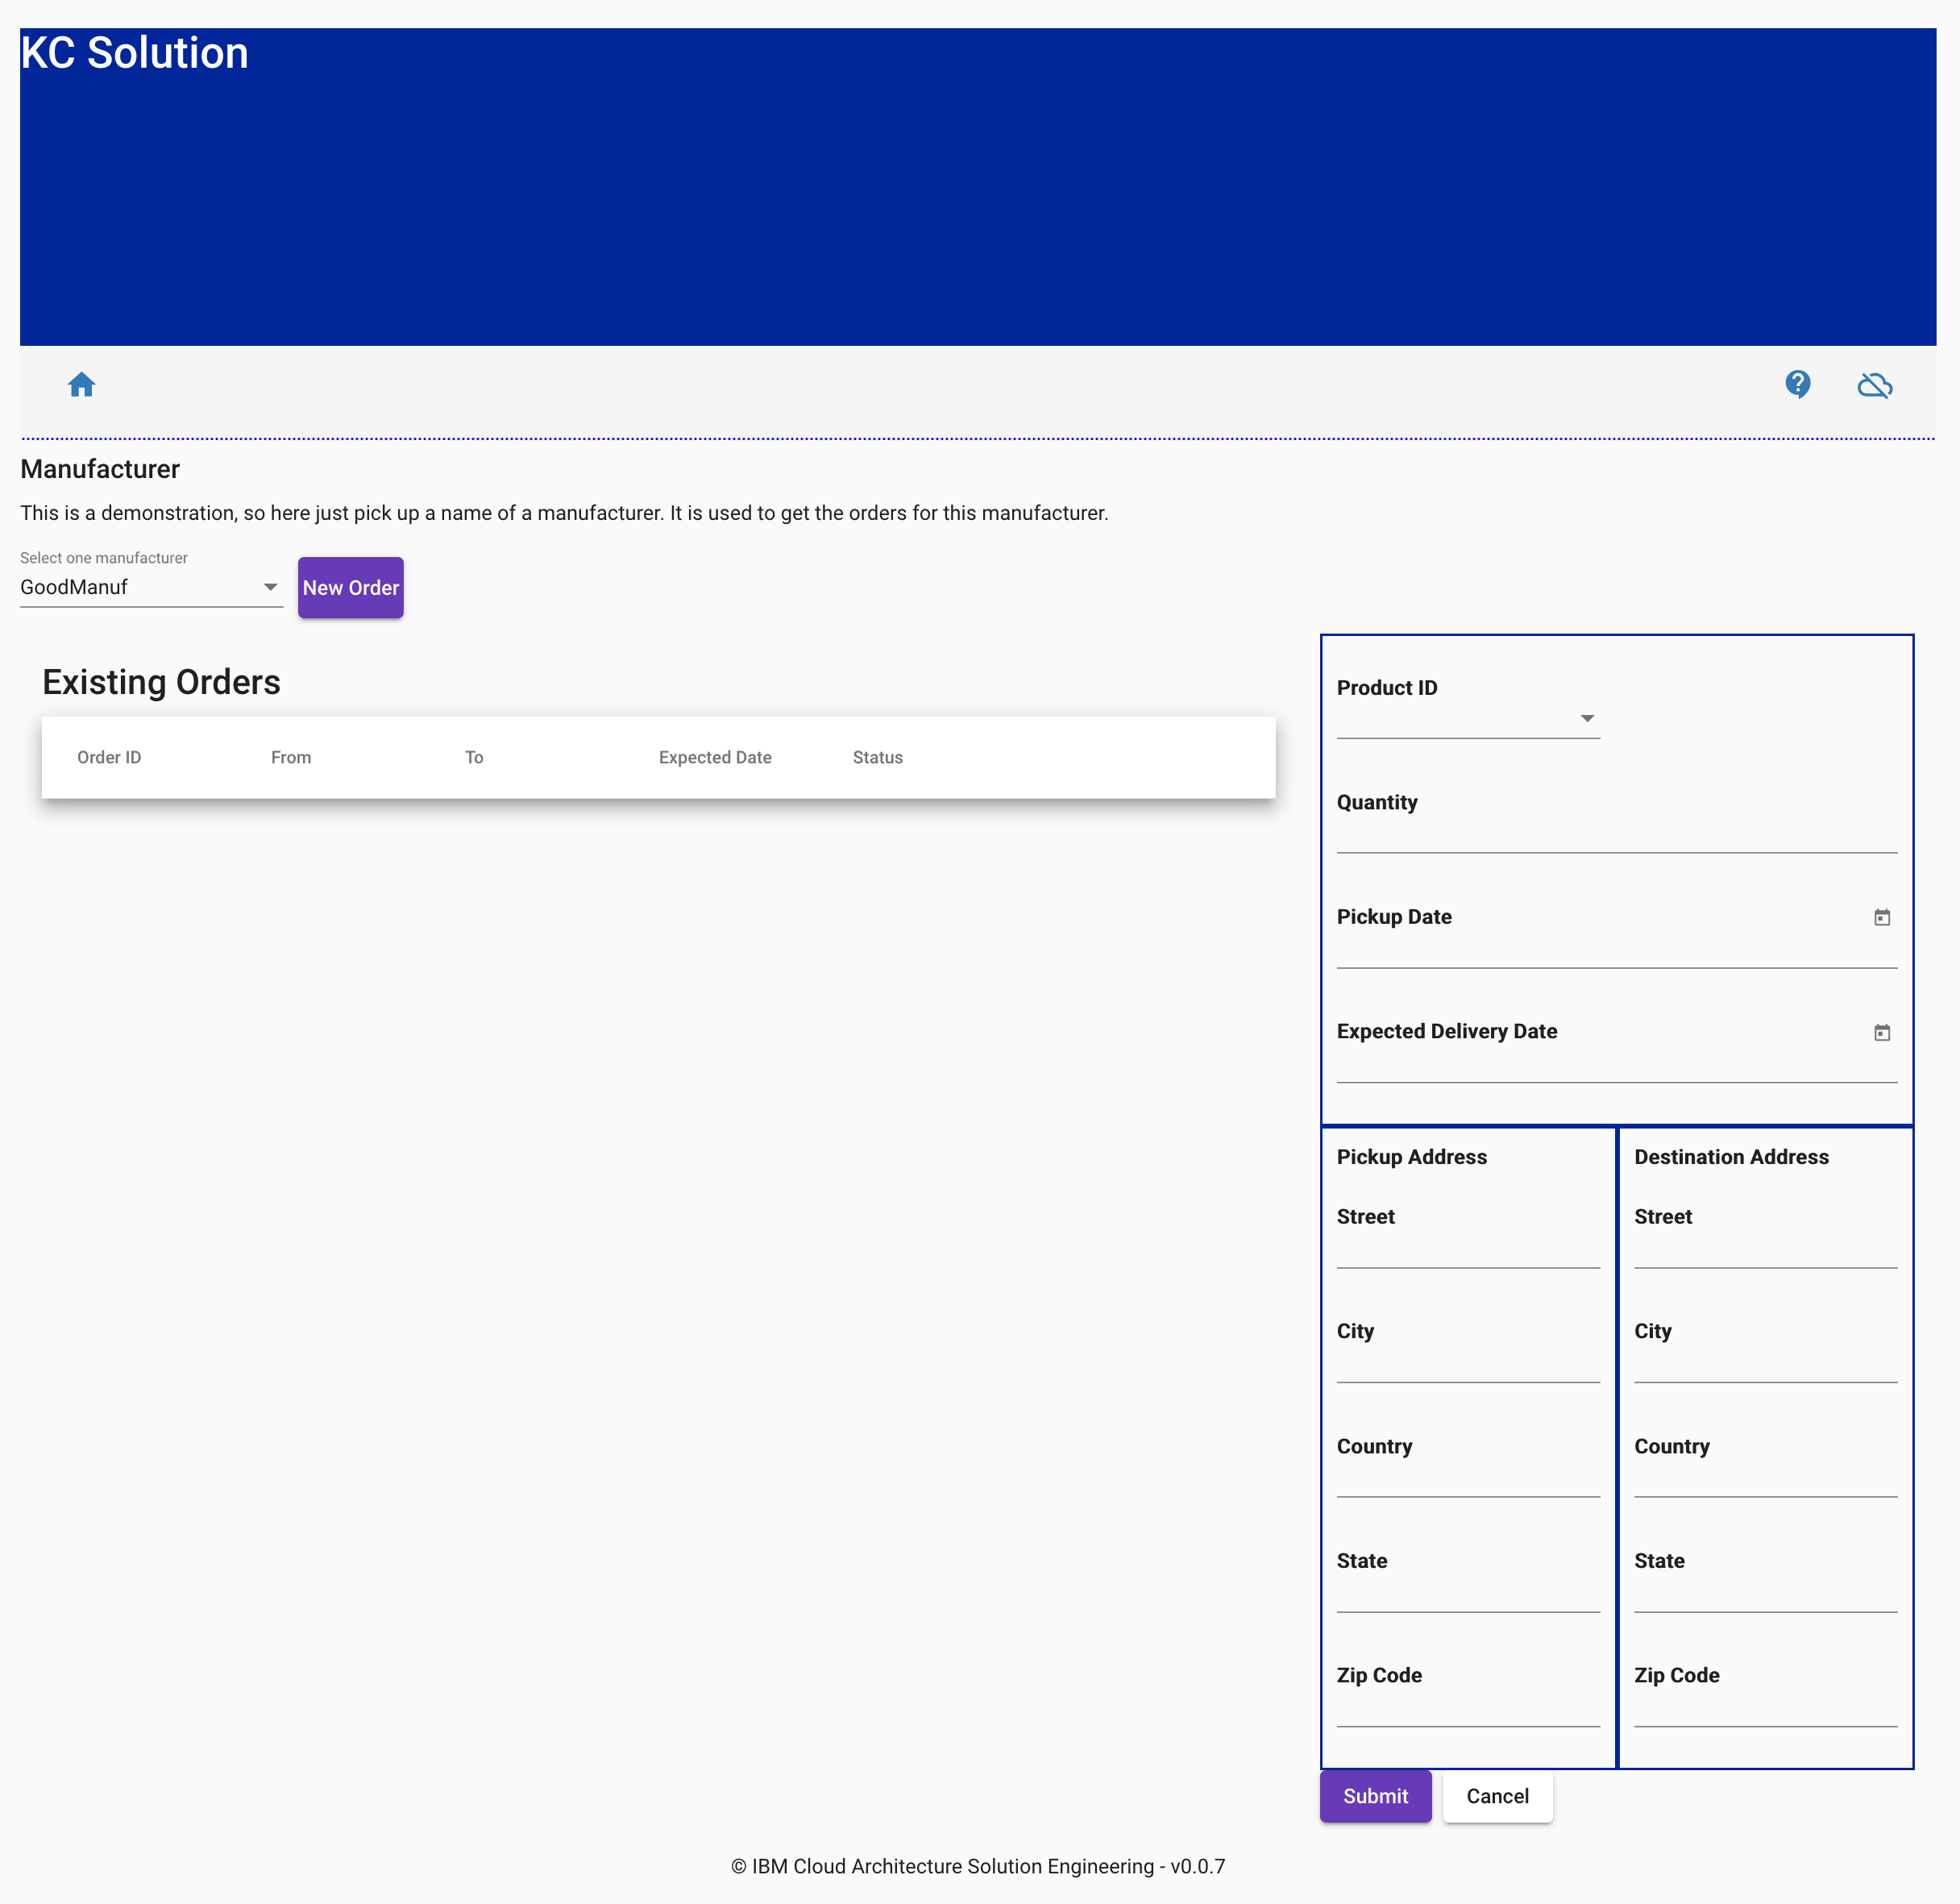 KC Solution
Manufacturer
This is a demonstration, so here just pick up a name of a manufacturer. It is used to get the orders for this manufacturer.
Select one manufacturer
GoodManuf
New Order
Existing Orders
Order ID From To Expected Date Status
Product ID
Quantity
Pickup Date
Expected Delivery Date
Pickup Address
Street
City
Country
State
Zip Code
Destination Address
Street
City
Country
State
Zip Code
Submit
Cancel
© IBM Cloud Architecture Solution Engineering - v0.0.7